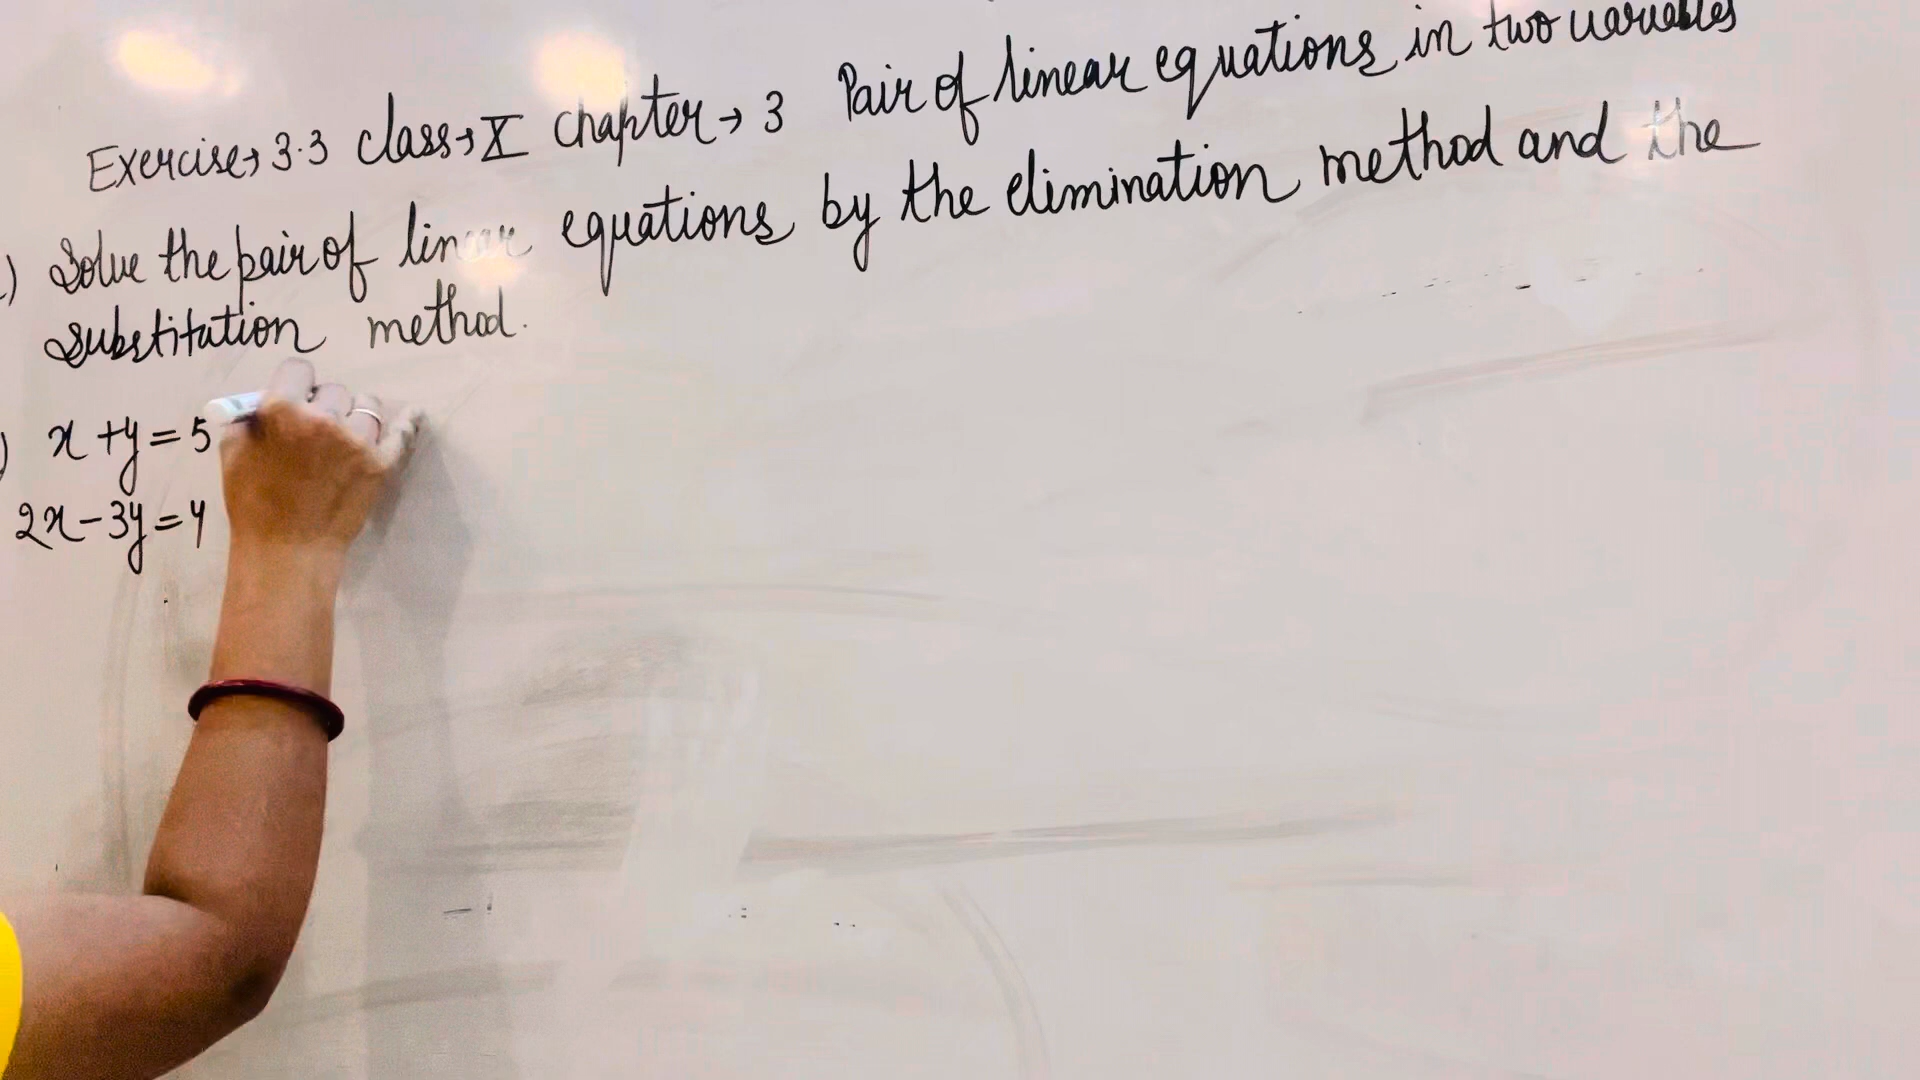 Exercise→ 3.3 class→ X chapter→ 3 Pair of linear equations in two variables
) Solve the pair of linear equations by the elimination method and the
substitution method.
) x + y = 5
2x - 3y = 4